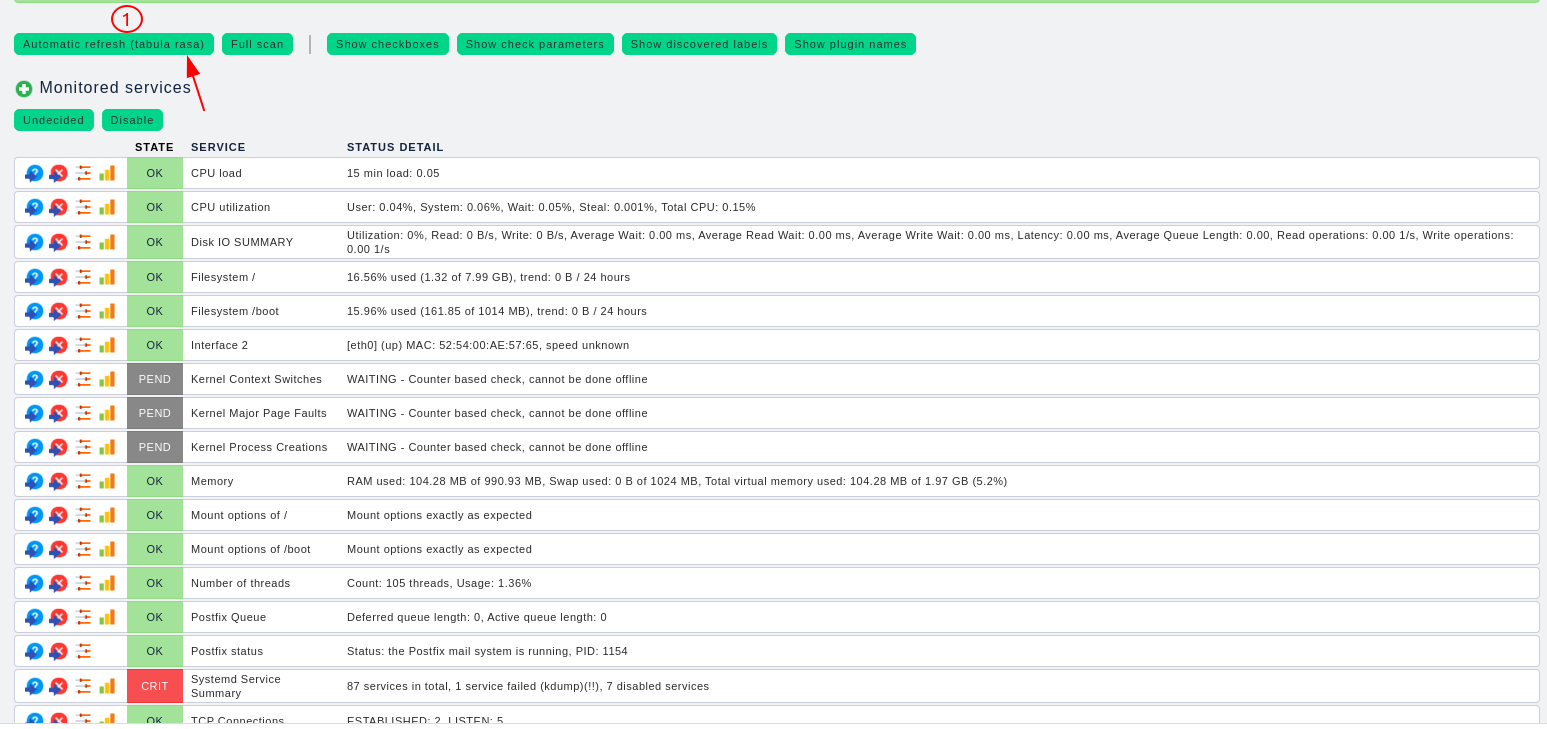 1
Automatic refresh (tabula rasa) Full scan Show checkboxes Show check parameters Show discovered labels Show plugin names
Monitored services
Undecided Disable
STATE SERVICE STATUS DETAIL
OK CPU load 15 min load: 0.05
OK CPU utilization User: 0.04%, System: 0.06%, Wait: 0.05%, Steal: 0.001%, Total CPU: 0.15%
OK Disk IO SUMMARY Utilization: 0%, Read: 0 B/s, Write: 0 B/s, Average Wait: 0.00 ms, Average Read Wait: 0.00 ms, Average Write Wait: 0.00 ms, Latency: 0.00 ms, Average Queue Length: 0.00, Read operations: 0.00 1/s, Write operations:
0.00 1/s
OK Filesystem / 16.56% used (1.32 of 7.99 GB), trend: 0 B / 24 hours
OK Filesystem /boot 15.96% used (161.85 of 1014 MB), trend: 0 B / 24 hours
OK Interface 2 [eth0] (up) MAC: 52:54:00:AE:57:65, speed unknown
PEND Kernel Context Switches WAITING - Counter based check, cannot be done offline
PEND Kernel Major Page Faults WAITING - Counter based check, cannot be done offline
PEND Kernel Process Creations WAITING - Counter based check, cannot be done offline
OK Memory RAM used: 104.28 MB of 990.93 MB, Swap used: 0 B of 1024 MB, Total virtual memory used: 104.28 MB of 1.97 GB (5.2%)
OK Mount options of / Mount options exactly as expected
OK Mount options of /boot Mount options exactly as expected
OK Number of threads Count: 105 threads, Usage: 1.36%
OK Postfix Queue Deferred queue length: 0, Active queue length: 0
OK Postfix status Status: the Postfix mail system is running, PID: 1154
CRIT Systemd Service
Summary 87 services in total, 1 service failed (kdump)(!!), 7 disabled services
OK TCP Connections ESTABLISHED: 2, LISTEN: 5